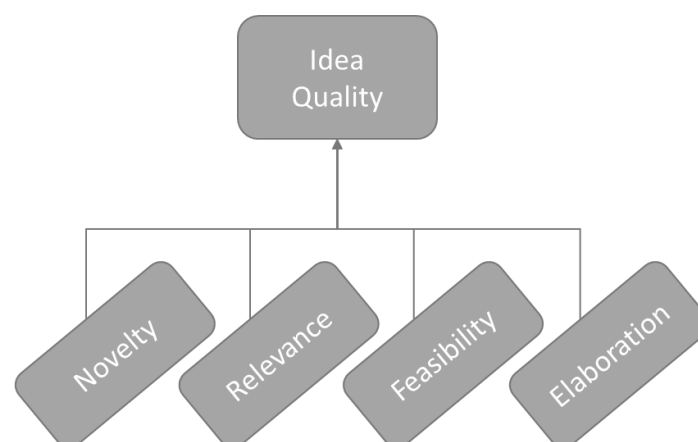 Idea
Quality
Novelty
Relevance
Feasibility
Elaboration